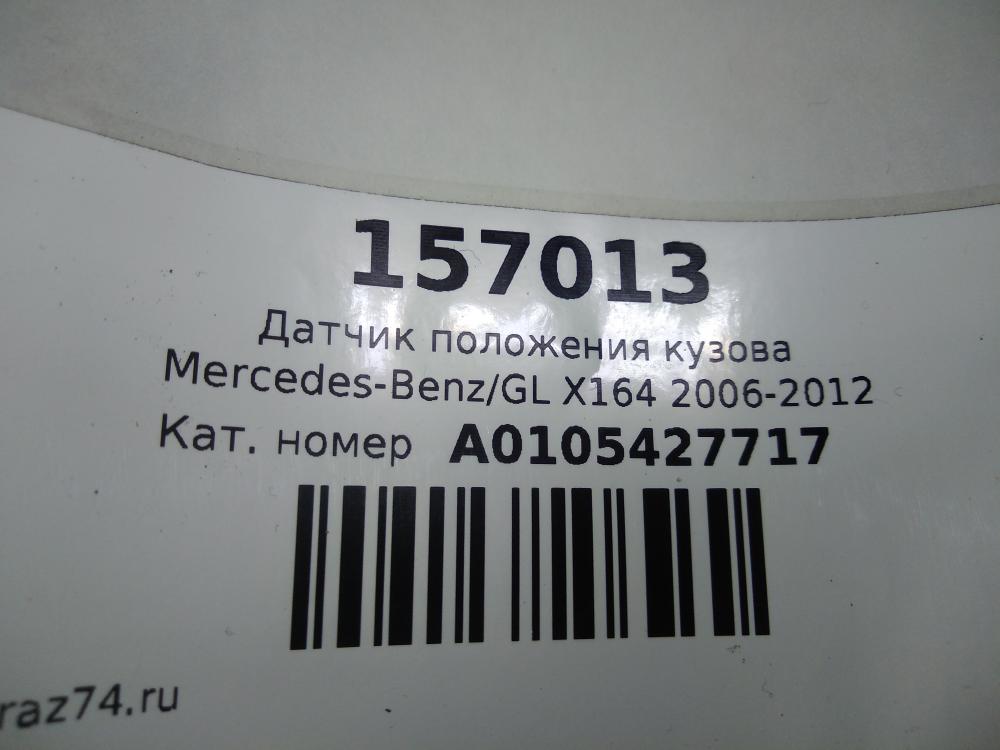 157013
Датчик положения кузова
Mercedes-Benz/GL X164 2006-2012
Кат. номер A0105427717
raz74.ru